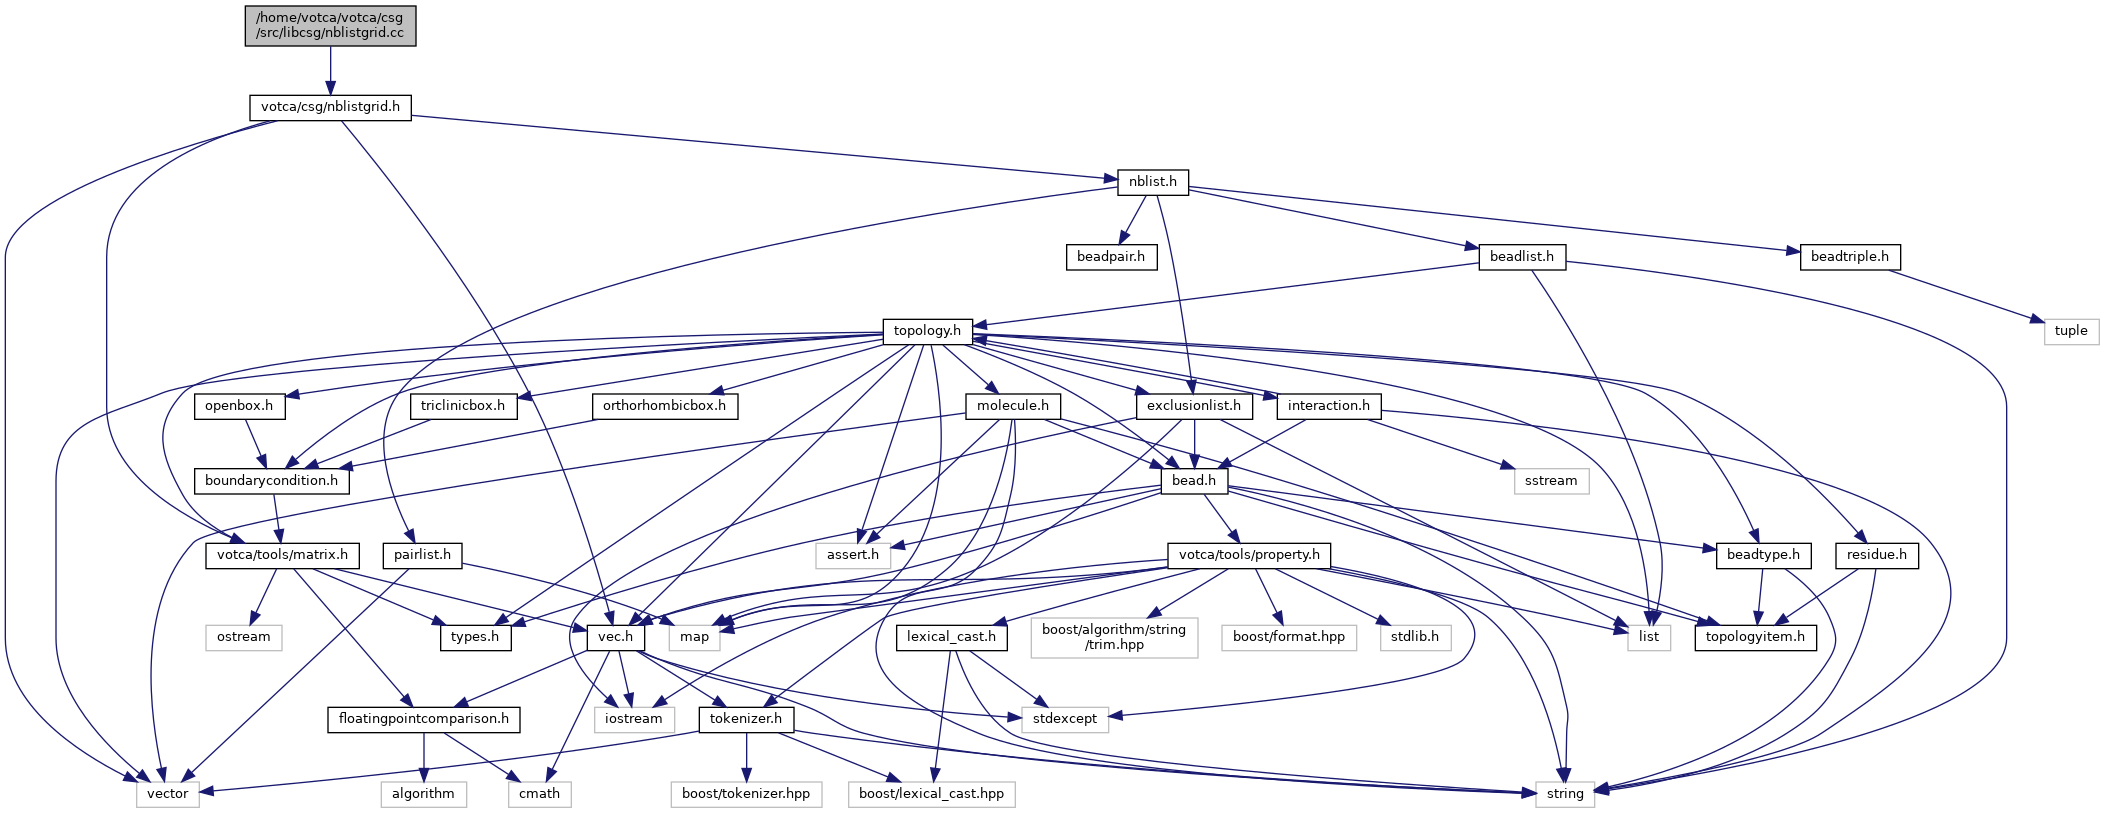 /home/votca/votca/csg
/src/libcsg/nblistgrid.cc
votca/csg/nblistgrid.h
nblist.h
beadpair.h
beadlist.h
beadtriple.h
topology.h
tuple
openbox.h
triclinicbox.h
orthorhombicbox.h
molecule.h
exclusionlist.h
interaction.h
boundarycondition.h
bead.h
sstream
votca/tools/matrix.h
pairlist.h
assert.h
votca/tools/property.h
beadtype.h
residue.h
ostream
types.h
vec.h
map
lexical_cast.h
boost/algorithm/string
/trim.hpp
boost/format.hpp
stdlib.h
list
topologyitem.h
floatingpointcomparison.h
iostream
tokenizer.h
stdexcept
vector
algorithm
cmath
boost/tokenizer.hpp
boost/lexical_cast.hpp
string